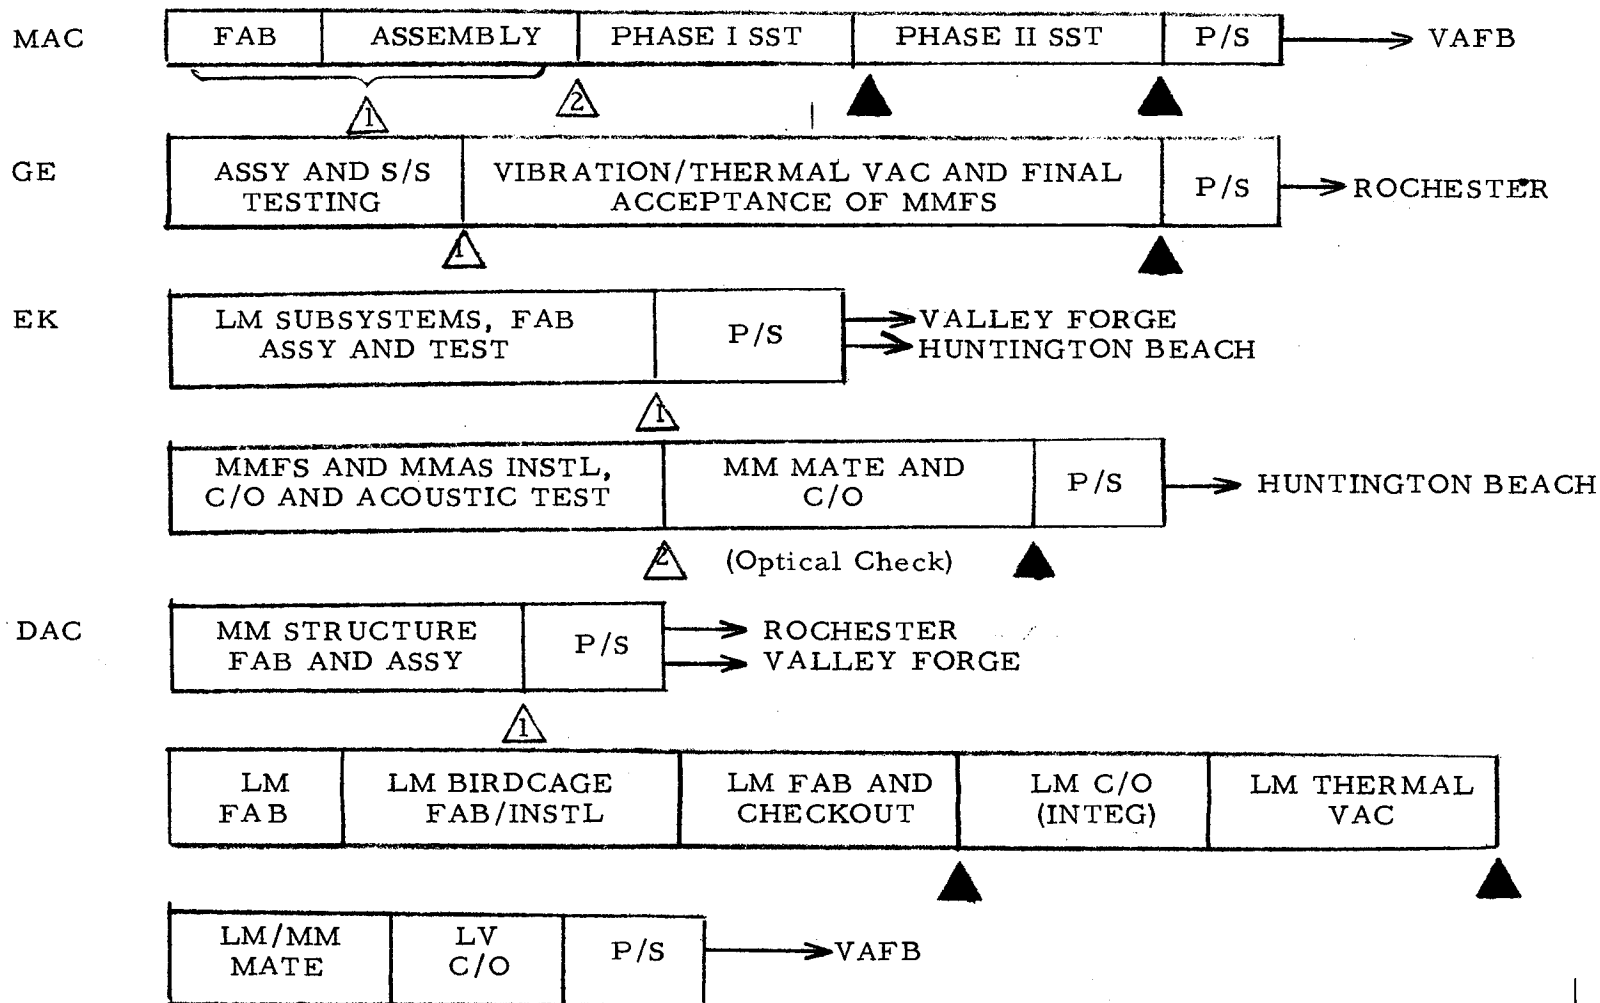 MAC FAB ASSEMBLY PHASE I SST PHASE II SST P/S VAFB
1 2
GE ASSY AND S/S TESTING VIBRATION/THERMAL VAC AND FINAL ACCEPTANCE OF MMFS P/S ROCHESTER
1
EK LM SUBSYSTEMS, FAB ASSY AND TEST P/S VALLEY FORGE
HUNTINGTON BEACH
1
MMFS AND MMAS INSTL, C/O AND ACOUSTIC TEST MM MATE AND C/O P/S HUNTINGTON BEACH
2 (Optical Check)
DAC MM STRUCTURE FAB AND ASSY P/S ROCHESTER
VALLEY FORGE
1
LM FAB LM BIRDCAGE FAB/INSTL LM FAB AND CHECKOUT LM C/O (INTEG) LM THERMAL VAC
LM/MM MATE LV C/O P/S VAFB